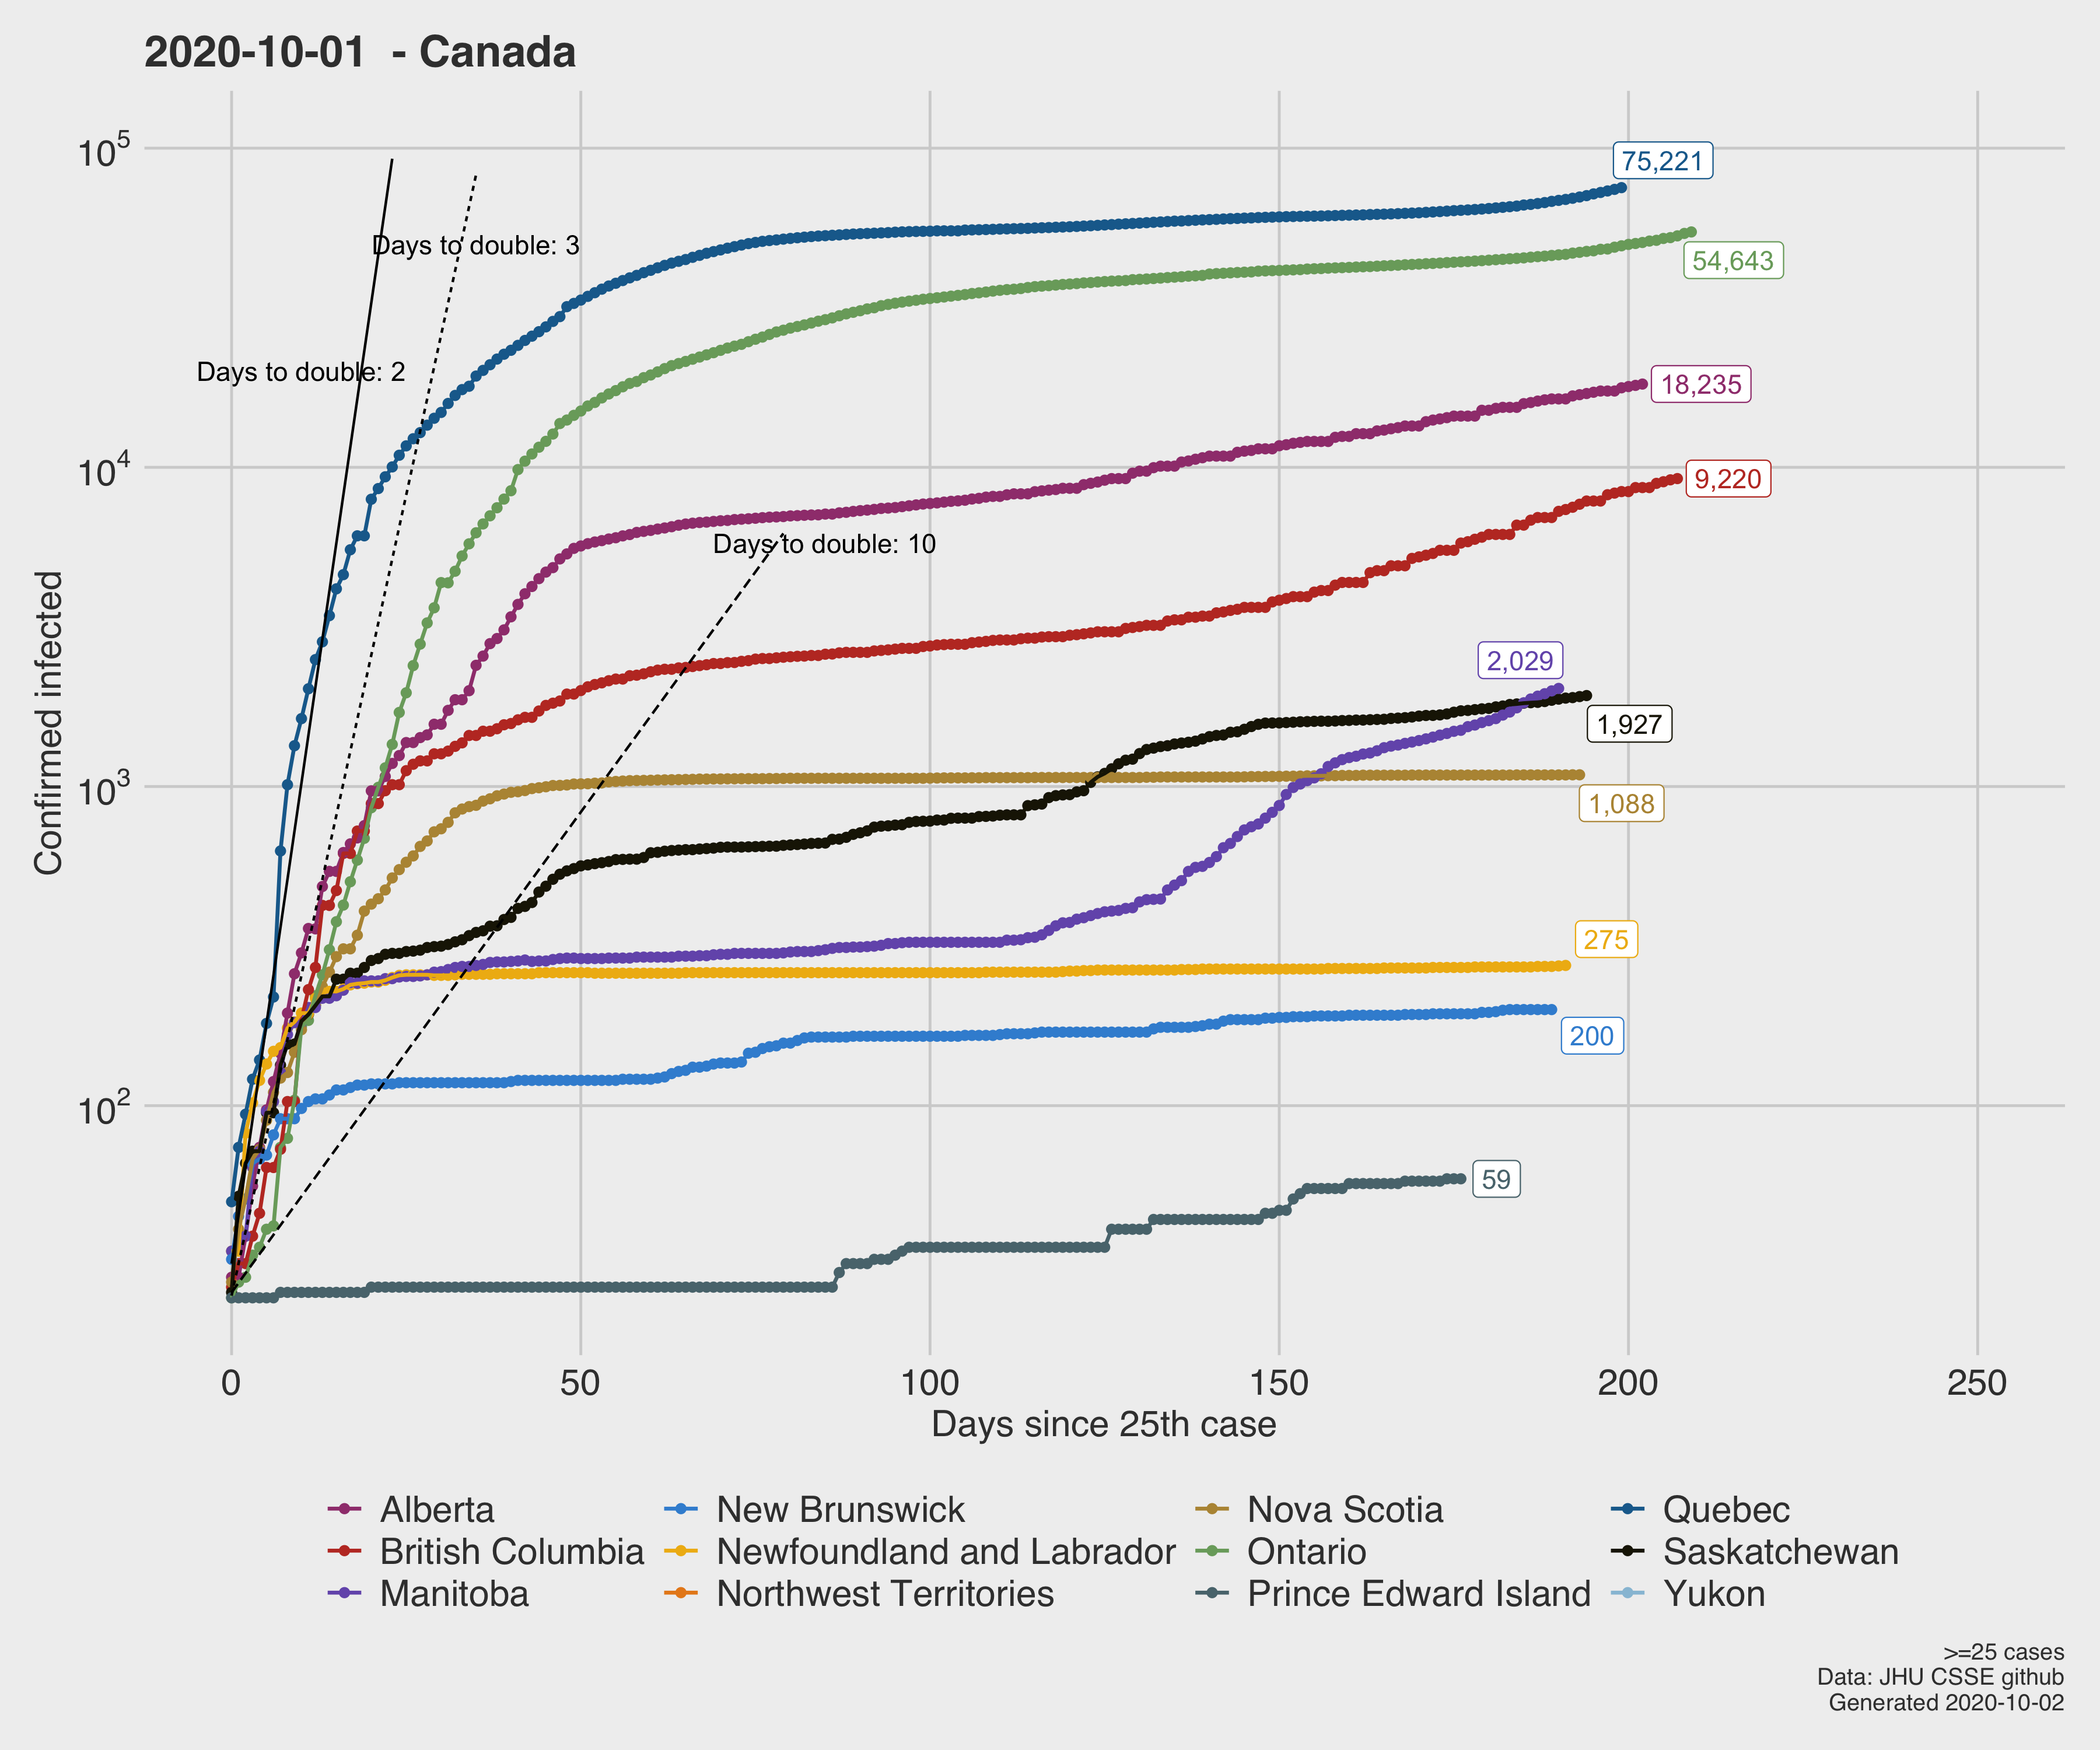 2020-10-01 - Canada
10^5
10^4
10^3
10^2
Confirmed infected
75,221
Days to double: 3
54,643
Days to double: 2
18,235
9,220
Days to double: 10
2,029
1,927
1,088
275
200
59
0 50 100 150 200 250
Days since 25th case
Alberta New Brunswick Nova Scotia Quebec
British Columbia Newfoundland and Labrador Ontario Saskatchewan
Manitoba Northwest Territories Prince Edward Island Yukon
>=25 cases
Data: JHU CSSE github
Generated 2020-10-02